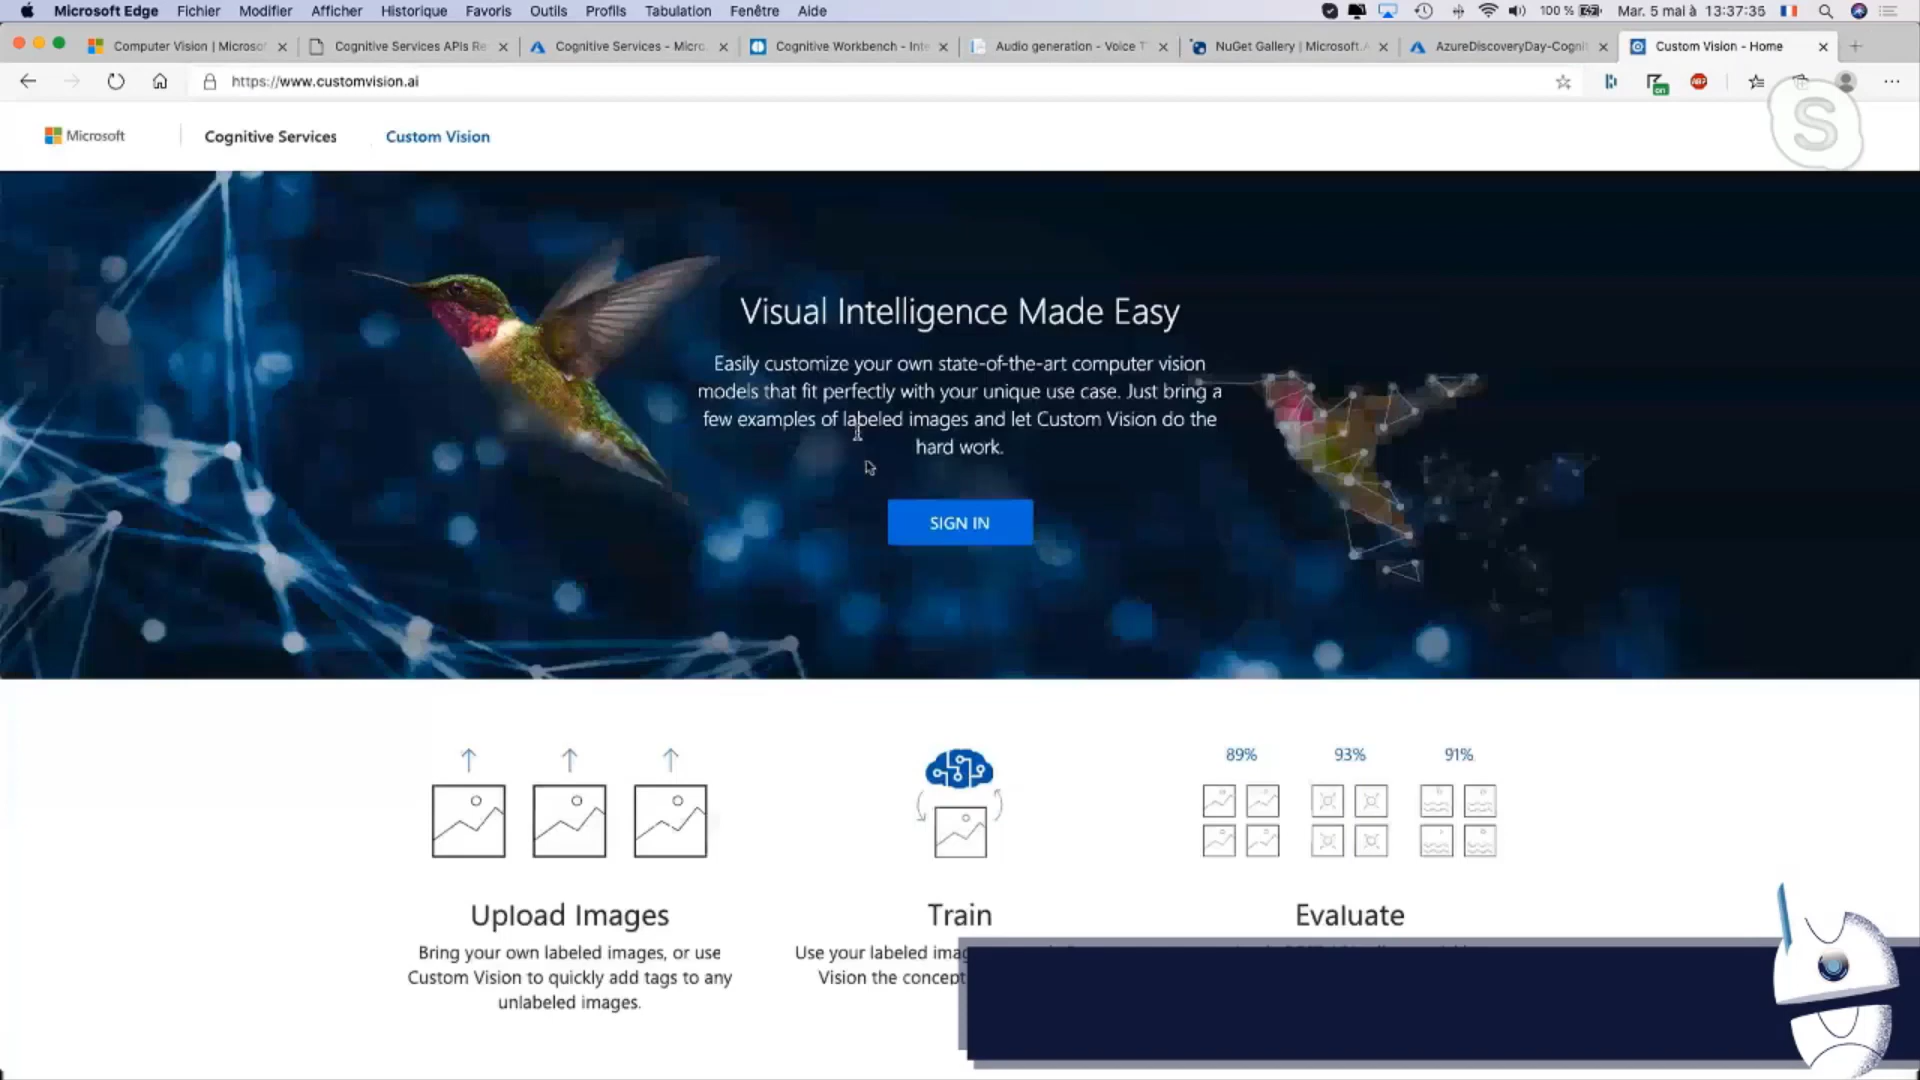 Microsoft Edge Fichier Modifier Afficher Historique Favoris Outils Profils Tabulation Fenêtre Aide 100 % Mar. 5 mai à 13:37:35
Computer Vision | Microsof Cognitive Services APIs Re Cognitive Services - Micro Cognitive Workbench - Inte Audio generation - Voice T NuGet Gallery | Microsoft. AzureDiscoveryDay-Cognit Custom Vision - Home
https://www.customvision.ai on ABP
Microsoft Cognitive Services Custom Vision
S
Visual Intelligence Made Easy
Easily customize your own state-of-the-art computer vision
models that fit perfectly with your unique use case. Just bring a
few examples of labeled images and let Custom Vision do the
hard work.
SIGN IN
89% 93% 91%
Upload Images
Bring your own labeled images, or use
Custom Vision to quickly add tags to any
unlabeled images.
Train
Use your labeled imag
Vision the concept
Evaluate